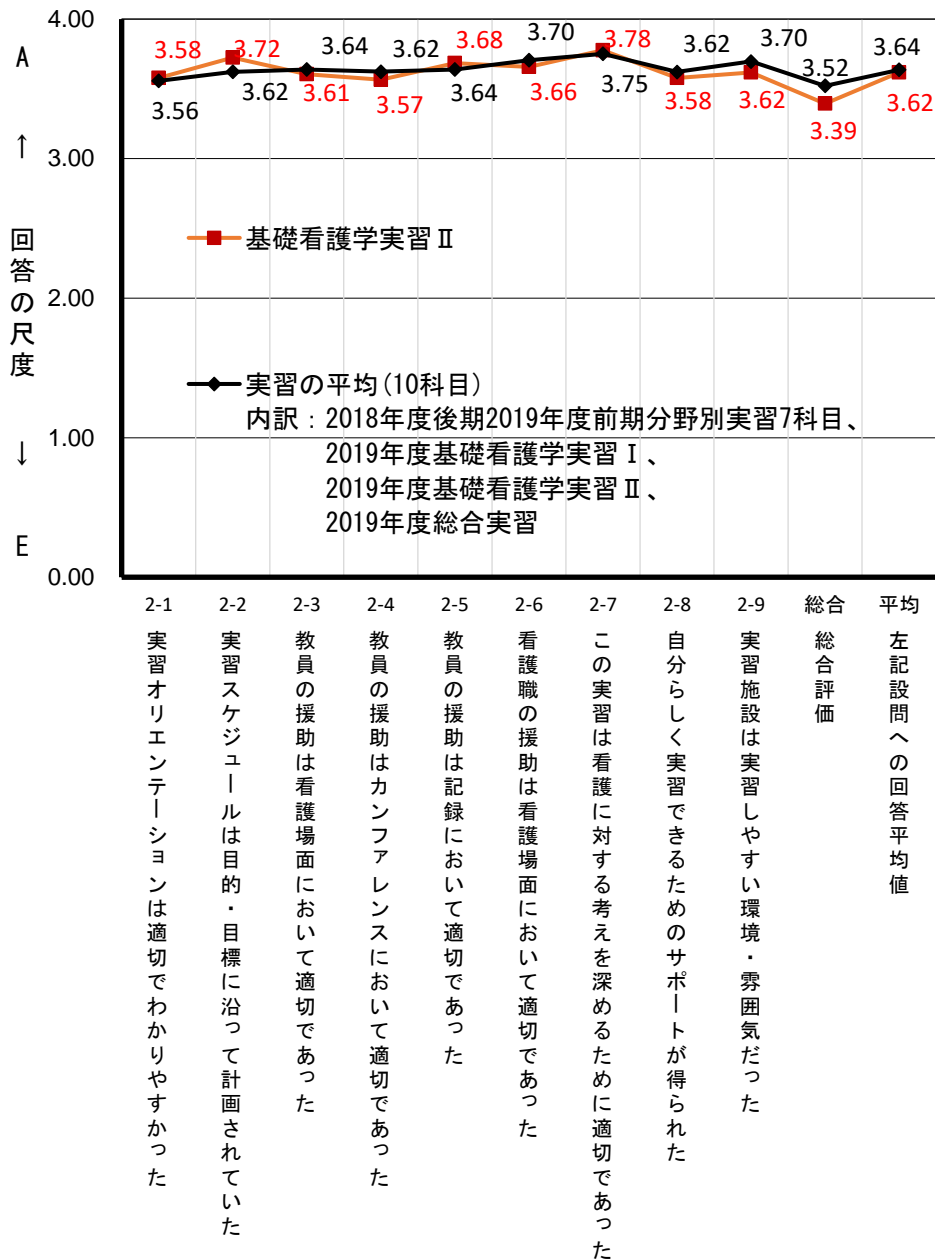 4.00
3.00
2.00
1.00
0.00
A
↑
回答の尺度
↓
E
3.58
3.72
3.61
3.57
3.68
3.66
3.78
3.58
3.62
3.39
3.62
3.56
3.62
3.64
3.62
3.64
3.70
3.75
3.62
3.70
3.52
3.64
基礎看護学実習Ⅱ
実習の平均(10科目)
内訳：2018年度後期2019年度前期分野別実習7科目、
2019年度基礎看護学実習Ⅰ、
2019年度基礎看護学実習Ⅱ、
2019年度総合実習
2-1
実習オリエンテーションは適切でわかりやすかった
2-2
実習スケジュールは目的・目標に沿って計画されていた
2-3
教員の援助は看護場面において適切であった
2-4
教員の援助はカンファレンスにおいて適切であった
2-5
教員の援助は記録において適切であった
2-6
看護職の援助は看護場面において適切であった
2-7
この実習は看護に対する考えを深めるために適切であった
2-8
自分らしく実習できるためのサポートが得られた
2-9
実習施設は実習しやすい環境・雰囲気だった
総合
総合評価
平均
左記設問への回答平均値